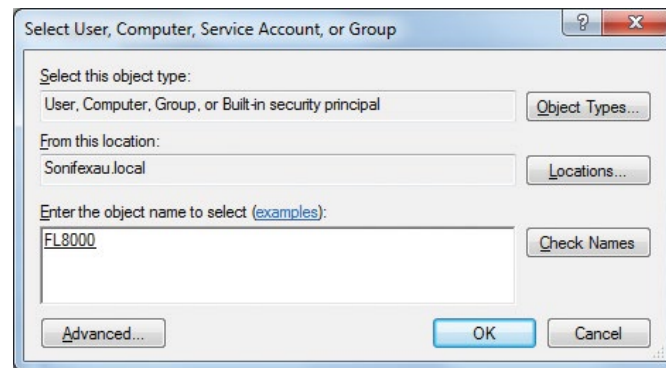 Select User, Computer, Service Account, or Group
Select this object type:
User, Computer, Group, or Built-in security principal
Object Types...
From this location:
Sonifexau.local
Locations...
Enter the object name to select (examples):
FL8000
Check Names
Advanced...
OK
Cancel